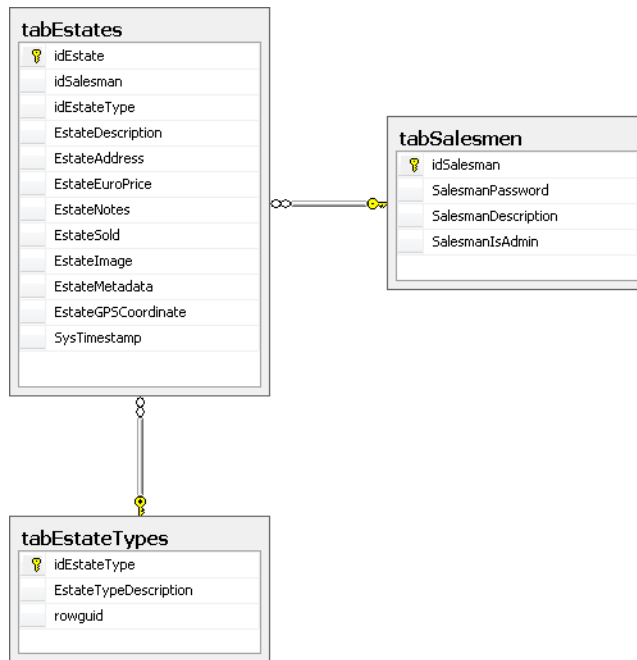 tabEstates
idEstate
idSalesman
idEstateType
EstateDescription
EstateAddress
EstateEuroPrice
EstateNotes
EstateSold
EstateImage
EstateMetadata
EstateGPSCoordinate
SysTimestamp
tabSalesmen
idSalesman
SalesmanPassword
SalesmanDescription
SalesmanIsAdmin
tabEstateTypes
idEstateType
EstateTypeDescription
rowguid